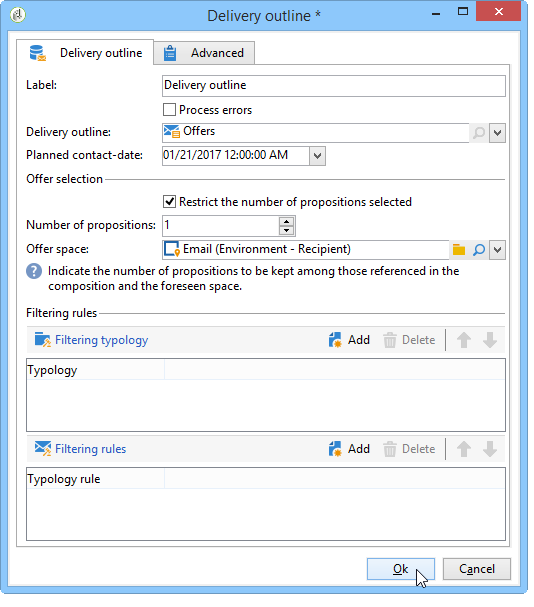 Delivery outline *
Delivery outline Advanced
Label: Delivery outline
Process errors
Delivery outline: Offers
Planned contact-date: 01/21/2017 12:00:00 AM
Offer selection
Restrict the number of propositions selected
Number of propositions: 1
Offer space: Email (Environment - Recipient)
? Indicate the number of propositions to be kept among those referenced in the
composition and the foreseen space.
Filtering rules
Filtering typology Add Delete
Typology
Filtering rules Add Delete
Typology rule
Ok Cancel